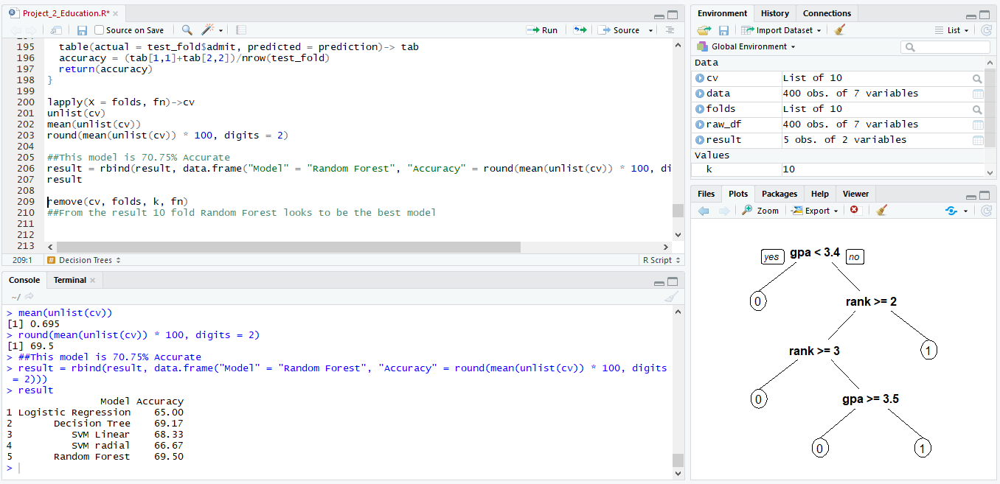 Project_2_Education.R*
Source on Save
Run
Source
195 table(actual = test_fold$admit, predicted = prediction)-> tab
196 accuracy = (tab[1,1]+tab[2,2])/nrow(test_fold)
197 return(accuracy)
198 }
199
200 lapply(X = folds, fn)->cv
201 unlist(cv)
202 mean(unlist(cv))
203 round(mean(unlist(cv)) * 100, digits = 2)
204
205 ##This model is 70.75% Accurate
206 result = rbind(result, data.frame("Model" = "Random Forest", "Accuracy" = round(mean(unlist(cv)) * 100, di
207 result
208
209 remove(cv, folds, k, fn)
210 ##From the result 10 fold Random Forest looks to be the best model
211
212
213
209:1 # Decision Trees R Script
Console Terminal
~/
> mean(unlist(cv))
[1] 0.695
> round(mean(unlist(cv)) * 100, digits = 2)
[1] 69.5
> ##This model is 70.75% Accurate
> result = rbind(result, data.frame("Model" = "Random Forest", "Accuracy" = round(mean(unlist(cv)) * 100, digits
= 2)))
> result
Model Accuracy
1 Logistic Regression 65.00
2 Decision Tree 69.17
3 SVM Linear 68.33
4 SVM radial 66.67
5 Random Forest 69.50
>
Environment History Connections
Import Dataset List
Global Environment
Data
cv List of 10
data 400 obs. of 7 variables
folds List of 10
raw_df 400 obs. of 7 variables
result 5 obs. of 2 variables
Values
k 10
Files Plots Packages Help Viewer
Zoom Export
yes gpa < 3.4 no
0 rank >= 2
rank >= 3 1
0 gpa >= 3.5
0 1